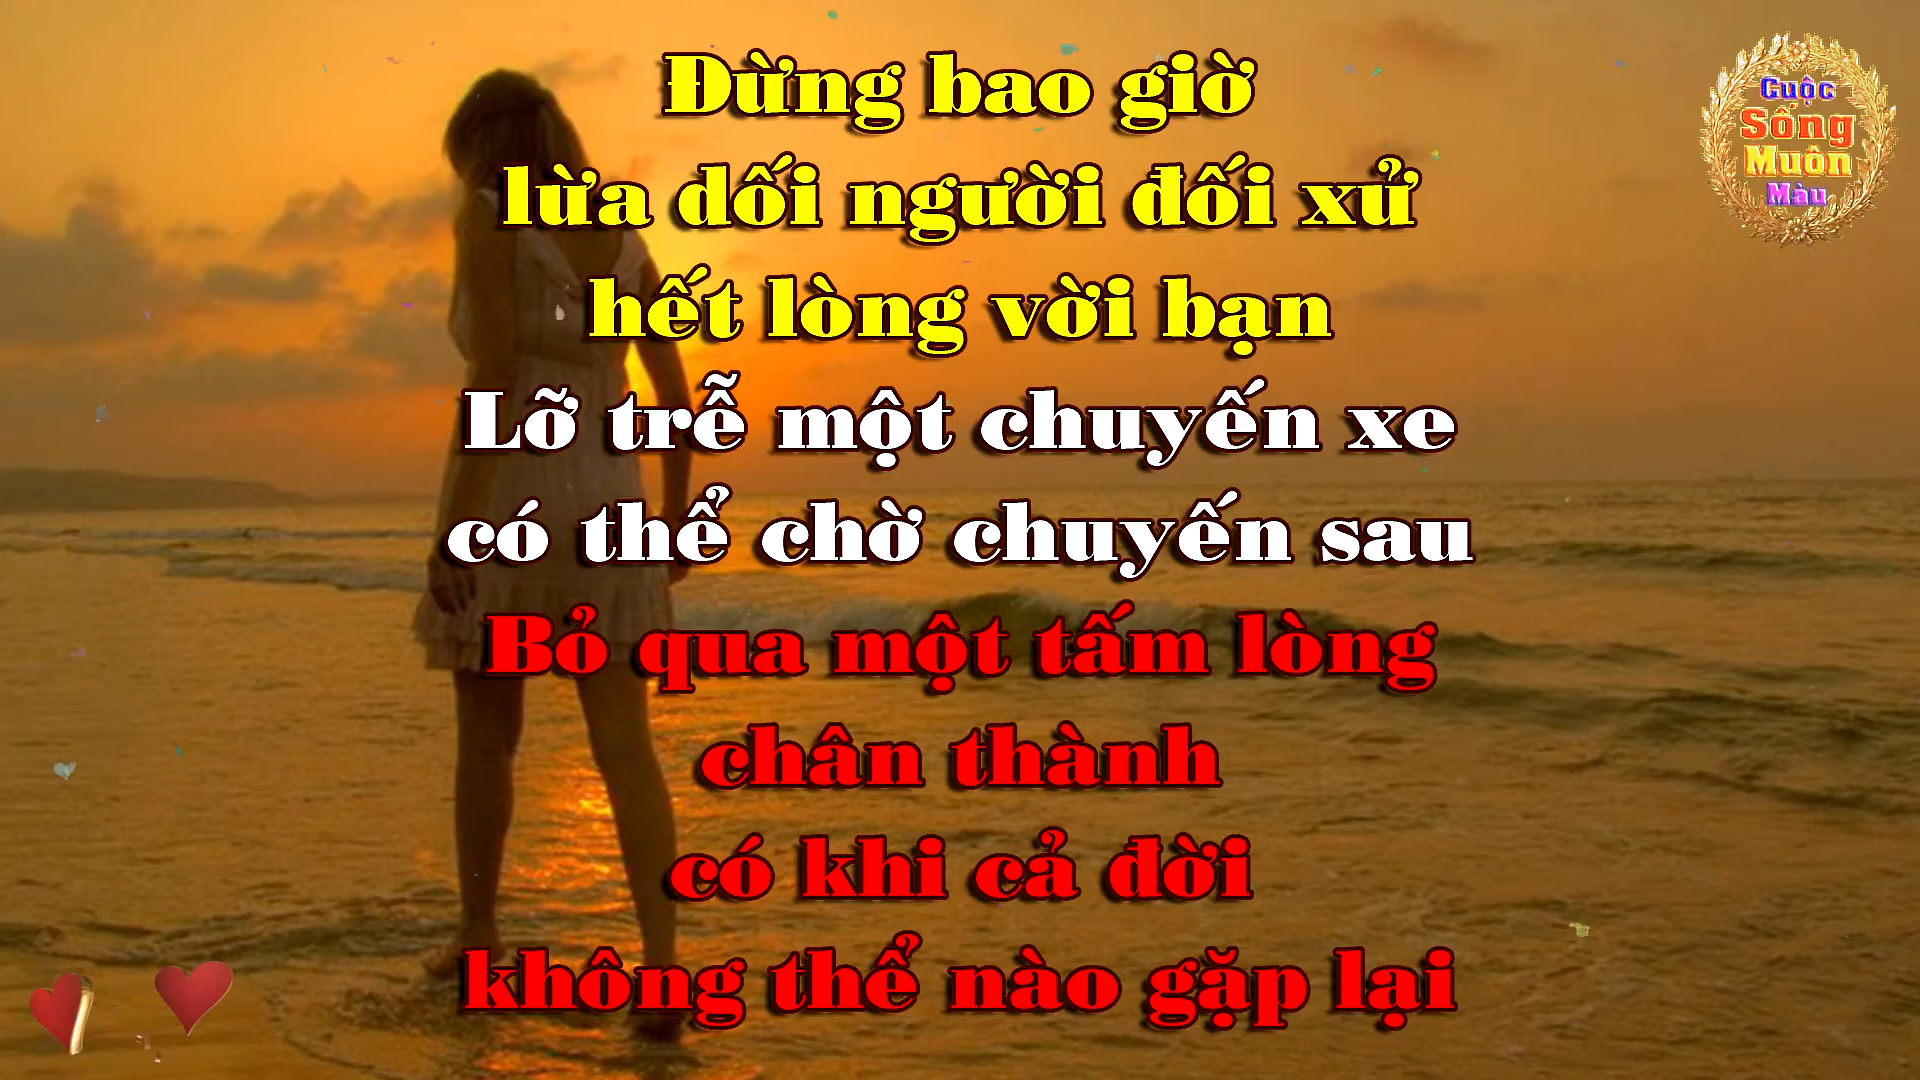 Đừng bao giờ
lừa dối người đối xử
hết lòng vời bạn
Lỡ trễ một chuyến xe
có thể chờ chuyến sau
Bỏ qua một tấm lòng
chân thành
có khi cả đời
không thể nào gặp lại
Cuộc
Sống
Muôn
Màu